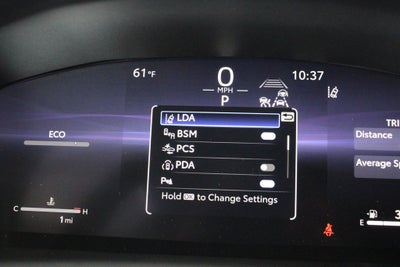 61°F
0
MPH
P
10:37
LDA
BSM
PCS
PDA
Hold OK to Change Settings
ECO
C H
1 mi
TRI
Distance
Average Sp
E
3